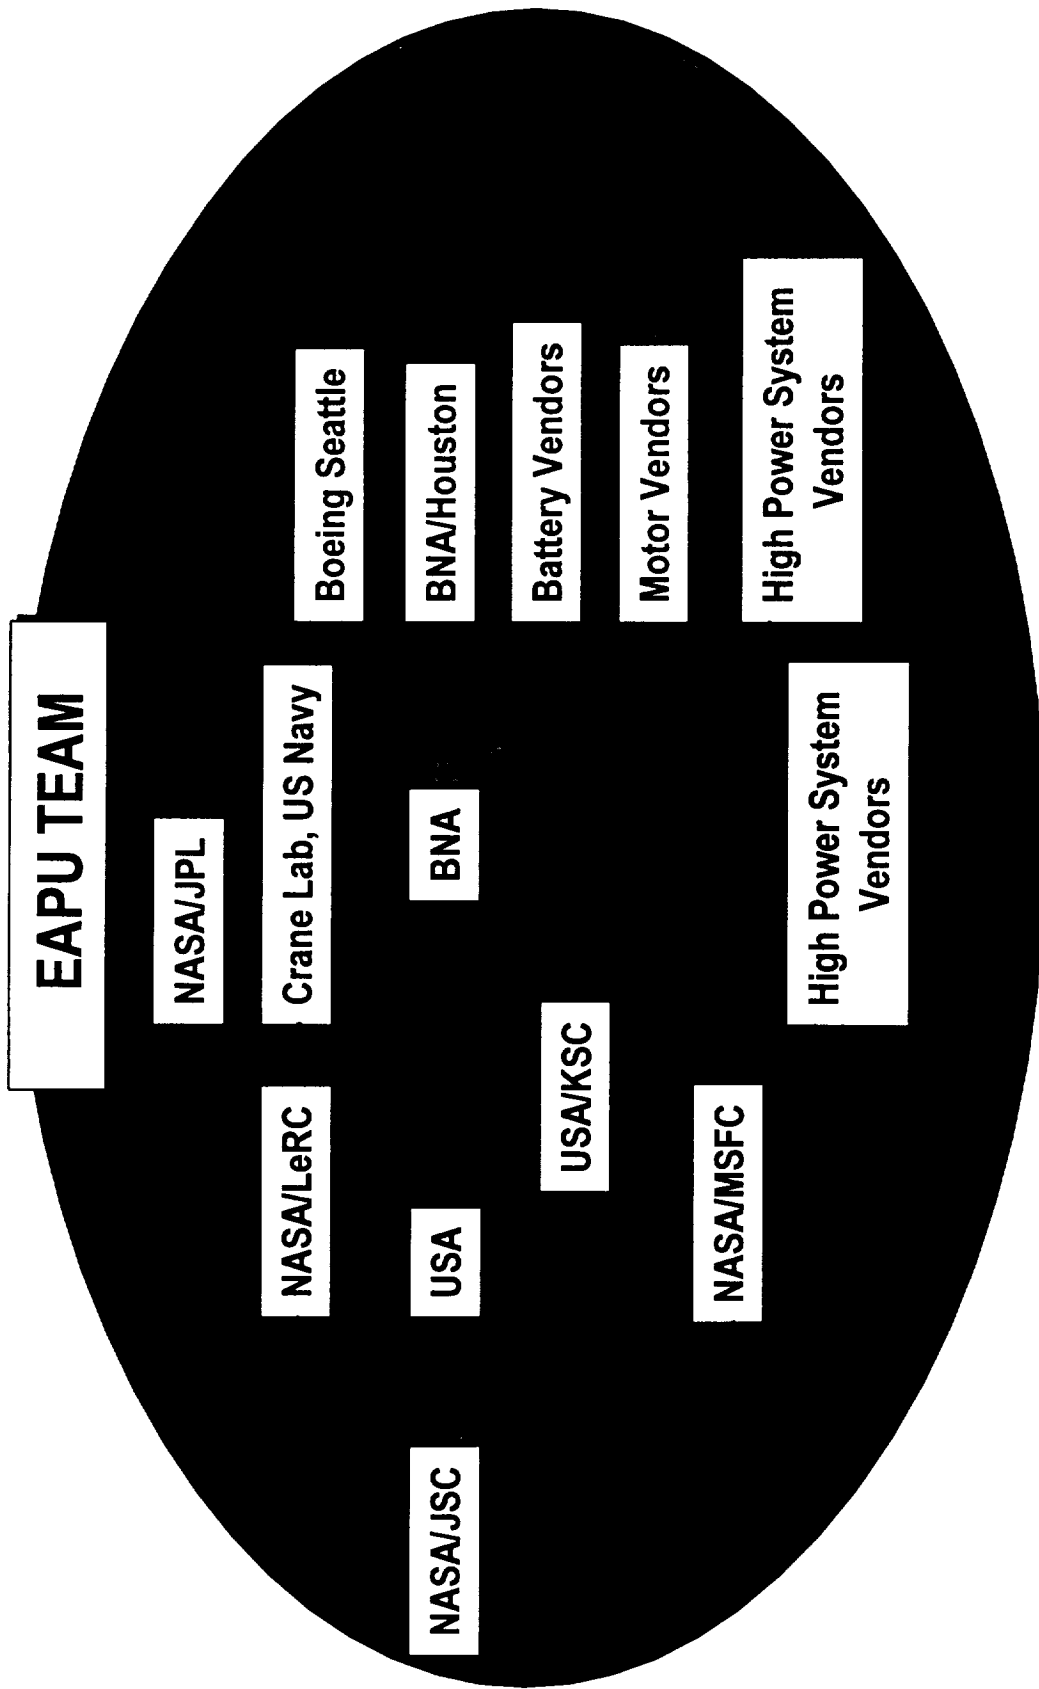 EAPU TEAM
NASA/JPL
NASA/LeRC
Crane Lab, US Navy
Boeing Seattle
NASA/JSC
USA
BNA
BNA/Houston
USA/KSC
Battery Vendors
Motor Vendors
NASA/MSFC
High Power System
Vendors
High Power System
Vendors